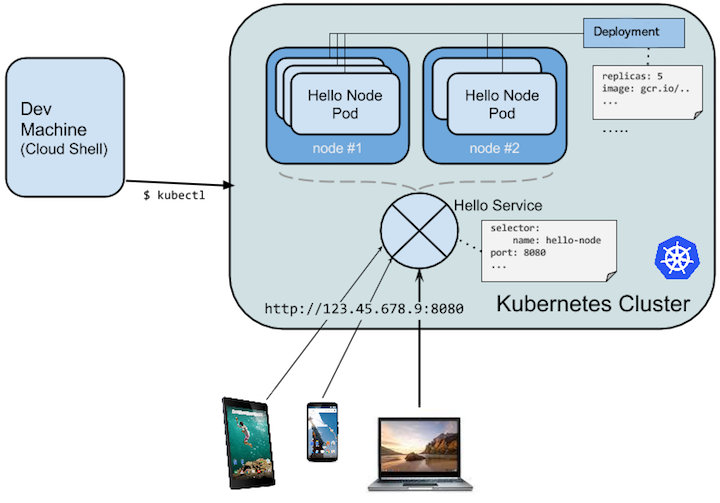 Deployment
replicas: 5
image: gcr.io/..
...
.....
Hello Node
Pod
node #1
Hello Node
Pod
node #2
Dev
Machine
(Cloud Shell)
$ kubectl
Hello Service
selector:
    name: hello-node
port: 8080
...
http://123.45.678.9:8080
Kubernetes Cluster